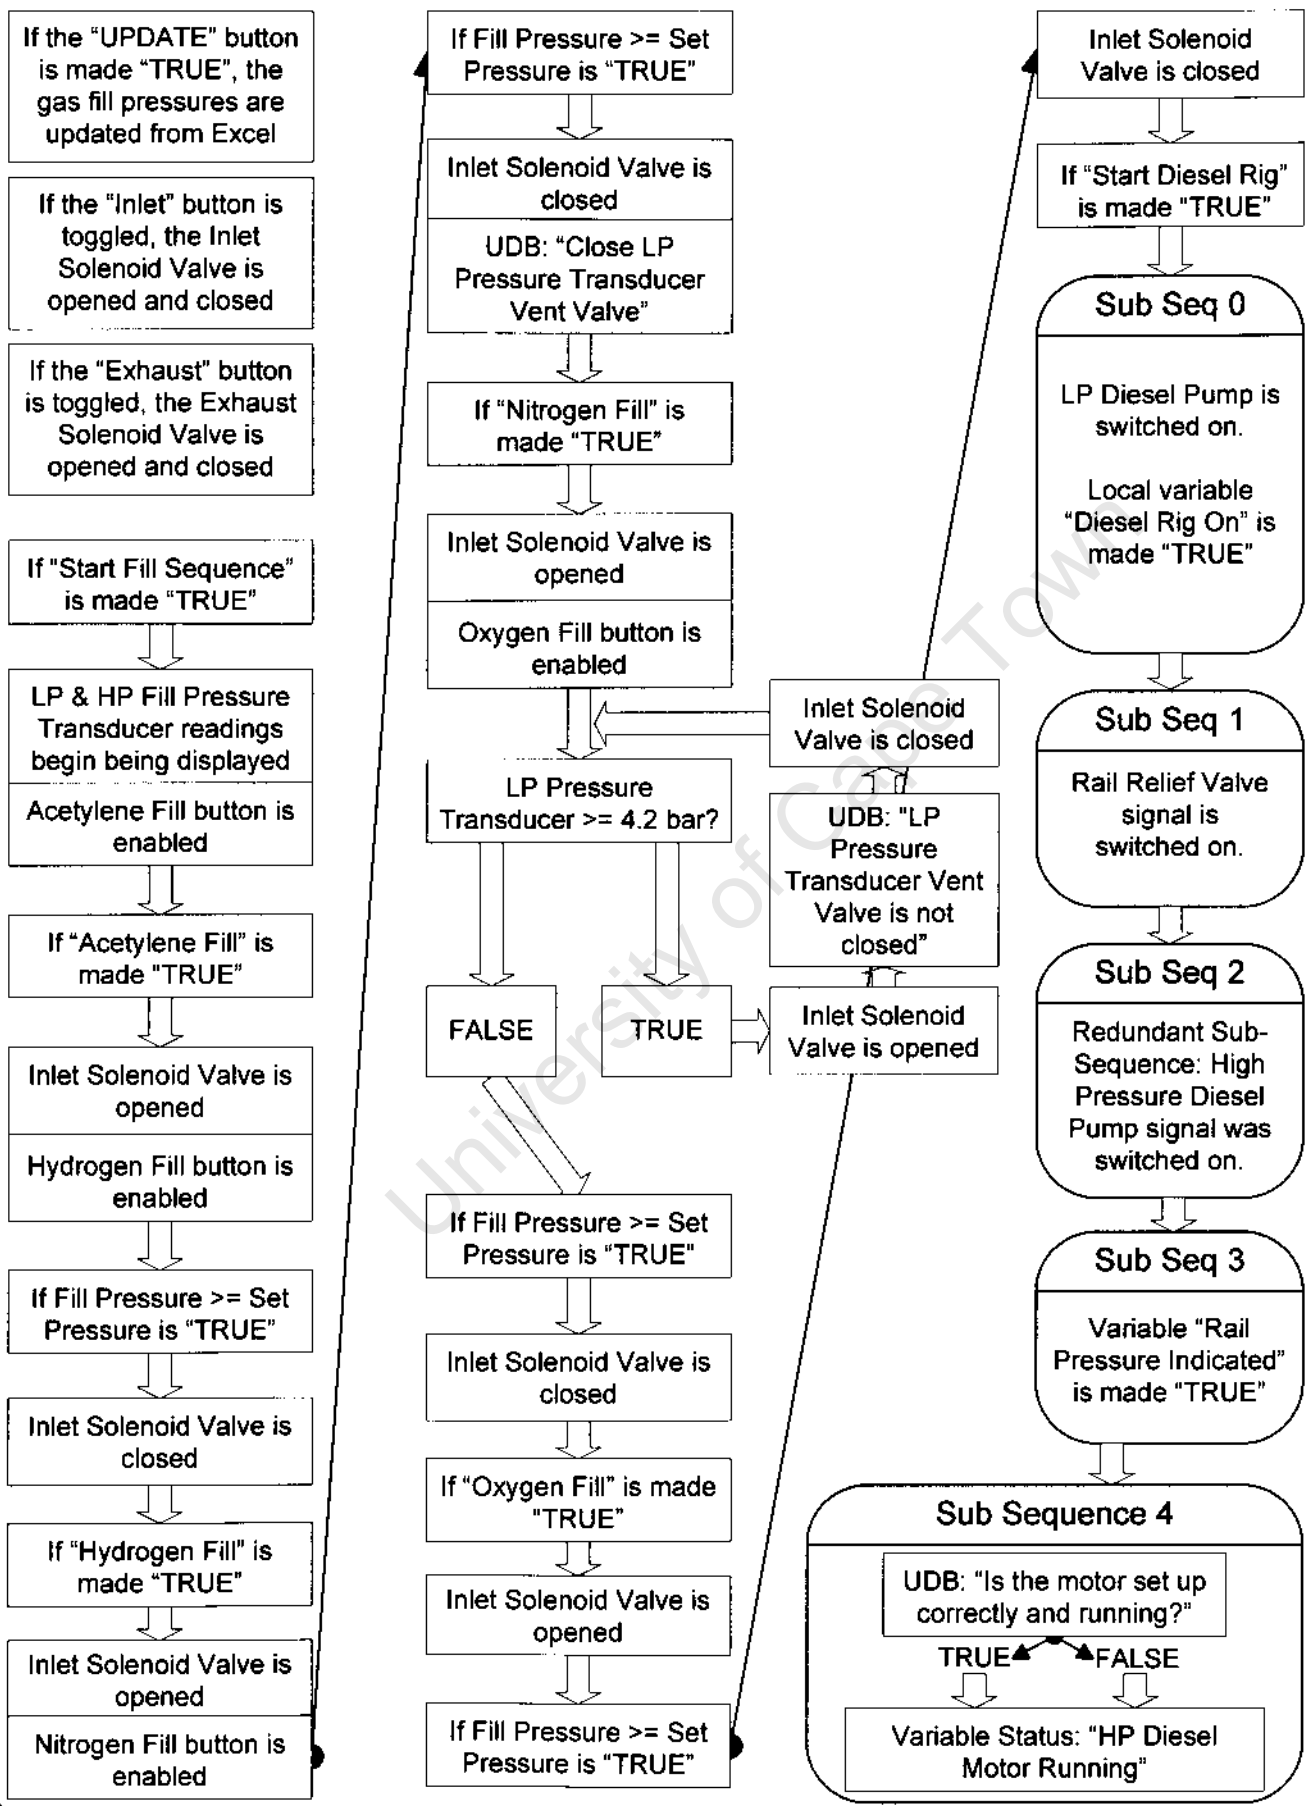 If the “UPDATE” button
is made “TRUE”, the
gas fill pressures are
updated from Excel
If the “Inlet” button is
toggled, the Inlet
Solenoid Valve is
opened and closed
If the “Exhaust” button
is toggled, the Exhaust
Solenoid Valve is
opened and closed
If "Start Fill Sequence”
is made “TRUE”
LP & HP Fill Pressure
Transducer readings
begin being displayed
Acetylene Fill button is
enabled
If “Acetylene Fill” is
made "TRUE”
Inlet Solenoid Valve is
opened
Hydrogen Fill button is
enabled
If Fill Pressure >= Set
Pressure is “TRUE”
Inlet Solenoid Valve is
closed
If “Hydrogen Fill” is
made “TRUE”
Inlet Solenoid Valve is
opened
Nitrogen Fill button is
enabled
If Fill Pressure >= Set
Pressure is “TRUE”
Inlet Solenoid Valve is
closed
UDB: “Close LP
Pressure Transducer
Vent Valve”
If “Nitrogen Fill” is
made “TRUE”
Inlet Solenoid Valve is
opened
Oxygen Fill button is
enabled
LP Pressure
Transducer >= 4.2 bar?
FALSE
TRUE
Inlet Solenoid
Valve is opened
UDB: “LP
Pressure
Transducer Vent
Valve is not
closed”
Inlet Solenoid
Valve is closed
If Fill Pressure >= Set
Pressure is “TRUE”
Inlet Solenoid Valve is
closed
If “Oxygen Fill” is made
"TRUE”
Inlet Solenoid Valve is
opened
If Fill Pressure >= Set
Pressure is “TRUE”
Inlet Solenoid
Valve is closed
If “Start Diesel Rig”
is made “TRUE”
Sub Seq 0
LP Diesel Pump is
switched on.
Local variable
“Diesel Rig On” is
made “TRUE”
Sub Seq 1
Rail Relief Valve
signal is
switched on.
Sub Seq 2
Redundant Sub-
Sequence: High
Pressure Diesel
Pump signal was
switched on.
Sub Seq 3
Variable “Rail
Pressure Indicated”
is made “TRUE”
Sub Sequence 4
UDB: “Is the motor set up
correctly and running?”
TRUE FALSE
Variable Status: “HP Diesel
Motor Running”
University of Cape Town